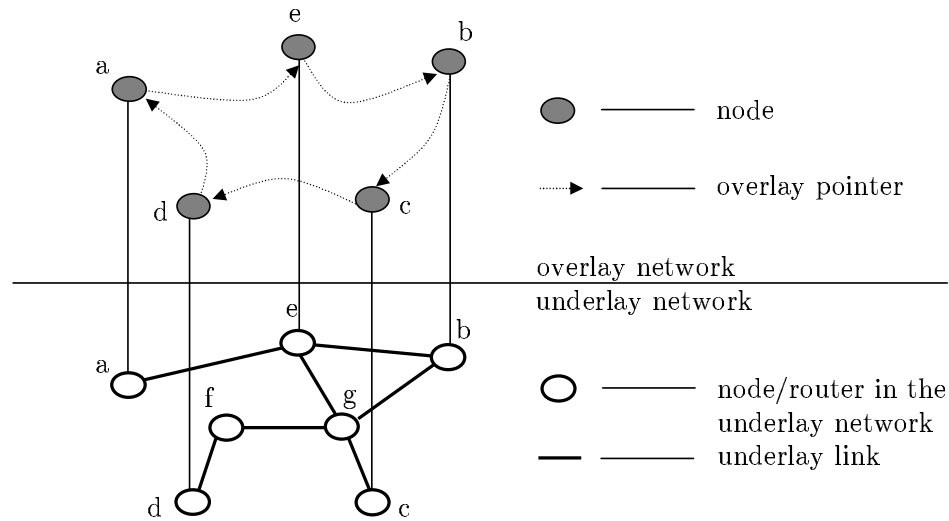 e
b
a
node
overlay pointer
d
c
overlay network
underlay network
e
b
a
f
g
node/router in the
underlay network
underlay link
d
c